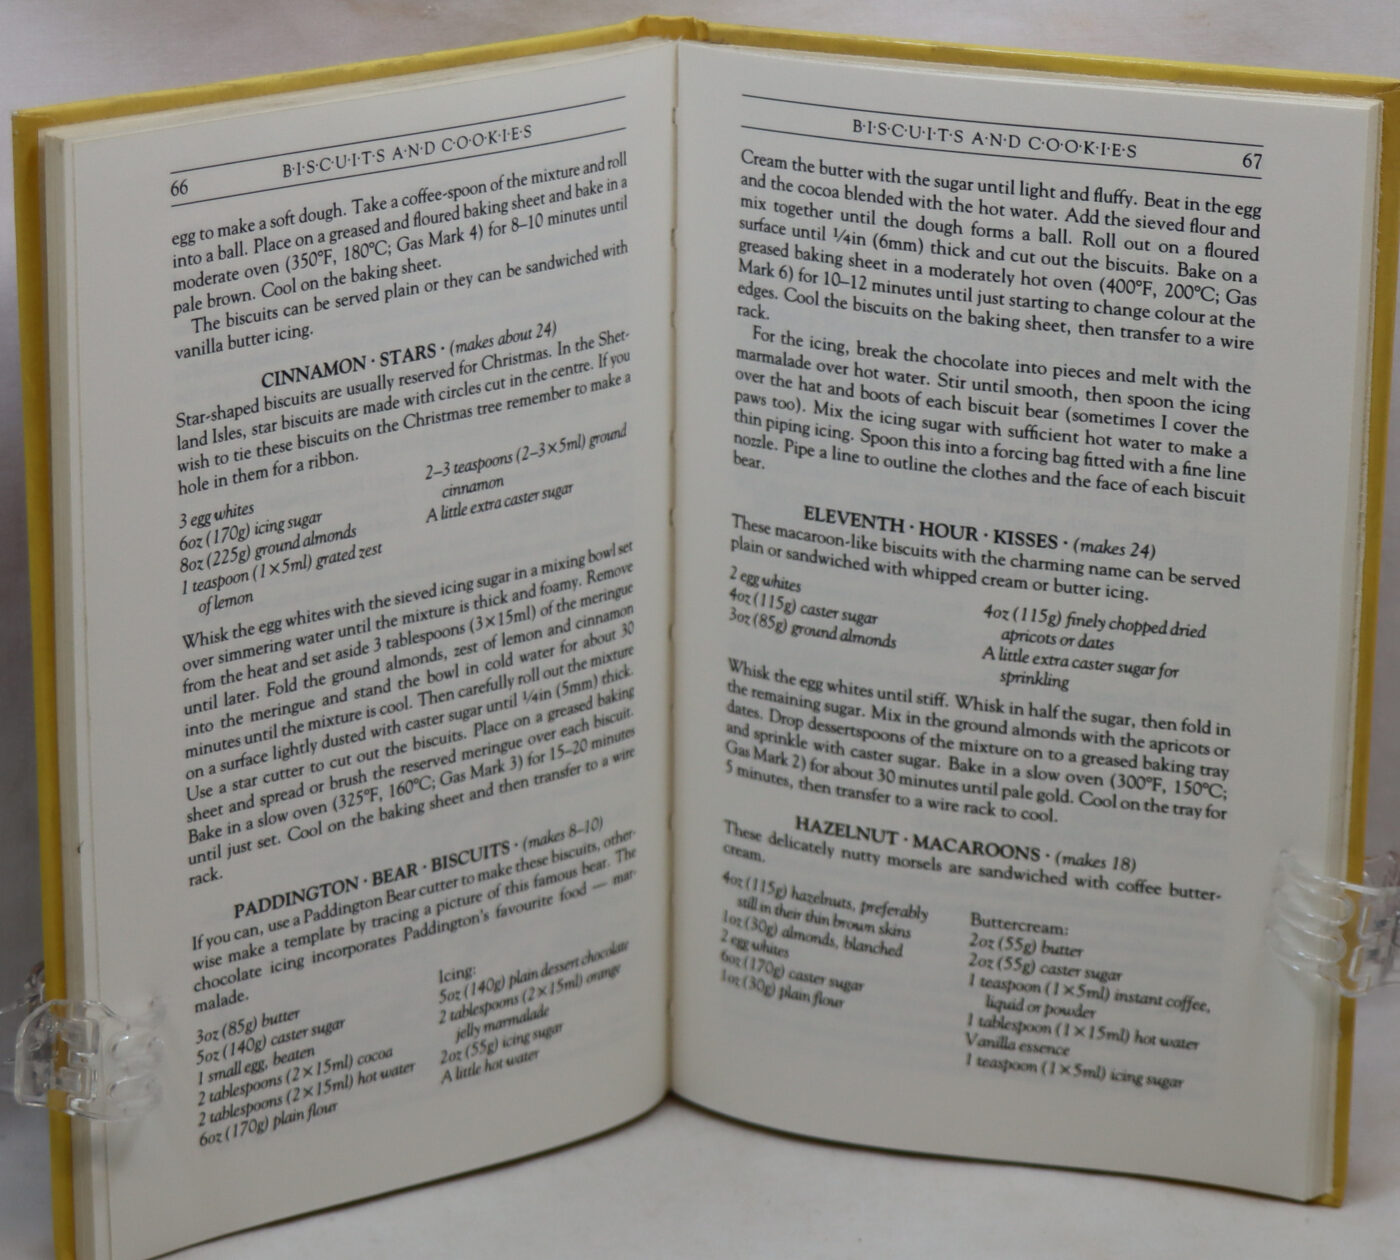 66
B·I·S·C·U·I·T·S A·N·D C·O·O·K·I·E·S
egg to make a soft dough. Take a coffee-spoon of the mixture and roll
into a ball. Place on a greased and floured baking sheet and bake in a
moderate oven (350°F, 180°C; Gas Mark 4) for 8–10 minutes until
pale brown. Cool on the baking sheet.
The biscuits can be served plain or they can be sandwiched with
vanilla butter icing.
CINNAMON · STARS · (makes about 24)
Star-shaped biscuits are usually reserved for Christmas. In the Shet-
land Isles, star biscuits are made with circles cut in the centre. If you
wish to tie these biscuits on the Christmas tree remember to make a
hole in them for a ribbon.
3 egg whites
6oz (170g) icing sugar
8oz (225g) ground almonds
1 teaspoon (1×5ml) grated zest
of lemon
2–3 teaspoons (2–3×5ml) ground
cinnamon
A little extra caster sugar
Whisk the egg whites with the sieved icing sugar in a mixing bowl set
over simmering water until the mixture is thick and foamy. Remove
from the heat and set aside 3 tablespoons (3×15ml) of the meringue
until later. Fold the ground almonds, zest of lemon and cinnamon
into the meringue and stand the bowl in cold water for about 30
minutes until the mixture is cool. Then carefully roll out the mixture
on a surface lightly dusted with caster sugar until ¼in (5mm) thick.
Use a star cutter to cut out the biscuits. Place on a greased baking
sheet and spread or brush the reserved meringue over each biscuit.
Bake in a slow oven (325°F, 160°C; Gas Mark 3) for 15–20 minutes
until just set. Cool on the baking sheet and then transfer to a wire
rack.
PADDINGTON · BEAR · BISCUITS · (makes 8–10)
If you can, use a Paddington Bear cutter to make these biscuits, other-
wise make a template by tracing a picture of this famous bear. The
chocolate icing incorporates Paddington's favourite food — mar-
malade.
3oz (85g) butter
5oz (140g) caster sugar
1 small egg, beaten
2 tablespoons (2×15ml) cocoa
2 tablespoons (2×15ml) hot water
6oz (170g) plain flour
Icing:
5oz (140g) plain dessert chocolate
2 tablespoons (2×15ml) orange
jelly marmalade
2oz (55g) icing sugar
A little hot water
B·I·S·C·U·I·T·S A·N·D C·O·O·K·I·E·S
67
Cream the butter with the sugar until light and fluffy. Beat in the egg
and the cocoa blended with the hot water. Add the sieved flour and
mix together until the dough forms a ball. Roll out on a floured
surface until ¼in (6mm) thick and cut out the biscuits. Bake on a
greased baking sheet in a moderately hot oven (400°F, 200°C; Gas
Mark 6) for 10–12 minutes until just starting to change colour at the
edges. Cool the biscuits on the baking sheet, then transfer to a wire
rack.
For the icing, break the chocolate into pieces and melt with the
marmalade over hot water. Stir until smooth, then spoon the icing
over the hat and boots of each biscuit bear (sometimes I cover the
paws too). Mix the icing sugar with sufficient hot water to make a
thin piping icing. Spoon this into a forcing bag fitted with a fine line
nozzle. Pipe a line to outline the clothes and the face of each biscuit
bear.
ELEVENTH · HOUR · KISSES · (makes 24)
These macaroon-like biscuits with the charming name can be served
plain or sandwiched with whipped cream or butter icing.
2 egg whites
4oz (115g) caster sugar
3oz (85g) ground almonds
4oz (115g) finely chopped dried
apricots or dates
A little extra caster sugar for
sprinkling
Whisk the egg whites until stiff. Whisk in half the sugar, then fold in
the remaining sugar. Mix in the ground almonds with the apricots or
dates. Drop dessertspoons of the mixture on to a greased baking tray
and sprinkle with caster sugar. Bake in a slow oven (300°F, 150°C;
Gas Mark 2) for about 30 minutes until pale gold. Cool on the tray for
5 minutes, then transfer to a wire rack to cool.
HAZELNUT · MACAROONS · (makes 18)
These delicately nutty morsels are sandwiched with coffee butter-
cream.
4oz (115g) hazelnuts, preferably
still in their thin brown skins
1oz (30g) almonds, blanched
2 egg whites
6oz (170g) caster sugar
1oz (30g) plain flour
Buttercream:
2oz (55g) butter
2oz (55g) caster sugar
1 teaspoon (1×5ml) instant coffee,
liquid or powder
1 tablespoon (1×15ml) hot water
Vanilla essence
1 teaspoon (1×5ml) icing sugar